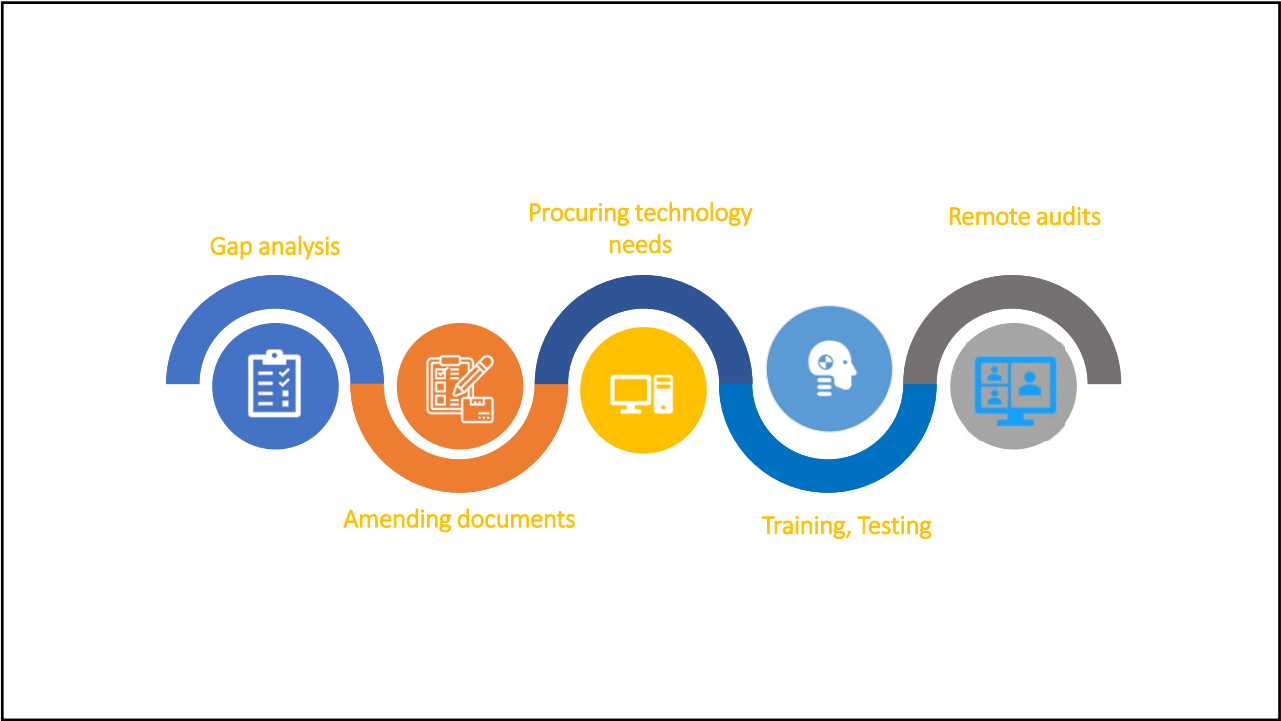 Gap analysis
Amending documents
Procuring technology
needs
Training, Testing
Remote audits